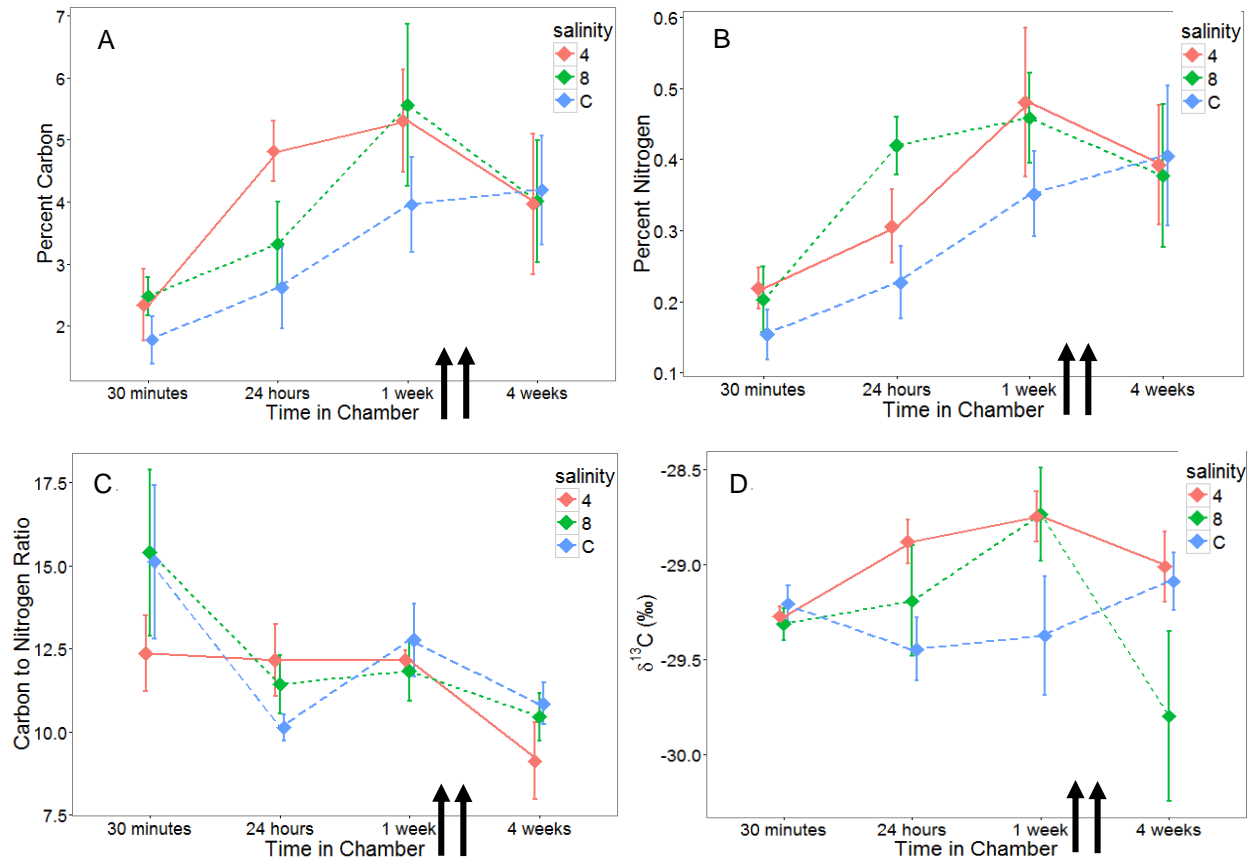 A
salinity
4
8
C
7
6
5
4
3
2
Percent Carbon
30 minutes 24 hours 1 week 4 weeks
Time in Chamber
B
salinity
4
8
C
0.6
0.5
0.4
0.3
0.2
0.1
Percent Nitrogen
30 minutes 24 hours 1 week 4 weeks
Time in Chamber
C
salinity
4
8
C
17.5
15.0
12.5
10.0
7.5
Carbon to Nitrogen Ratio
30 minutes 24 hours 1 week 4 weeks
Time in Chamber
D
salinity
4
8
C
-28.5
-29.0
-29.5
-30.0
δ¹³C (‰)
30 minutes 24 hours 1 week 4 weeks
Time in Chamber